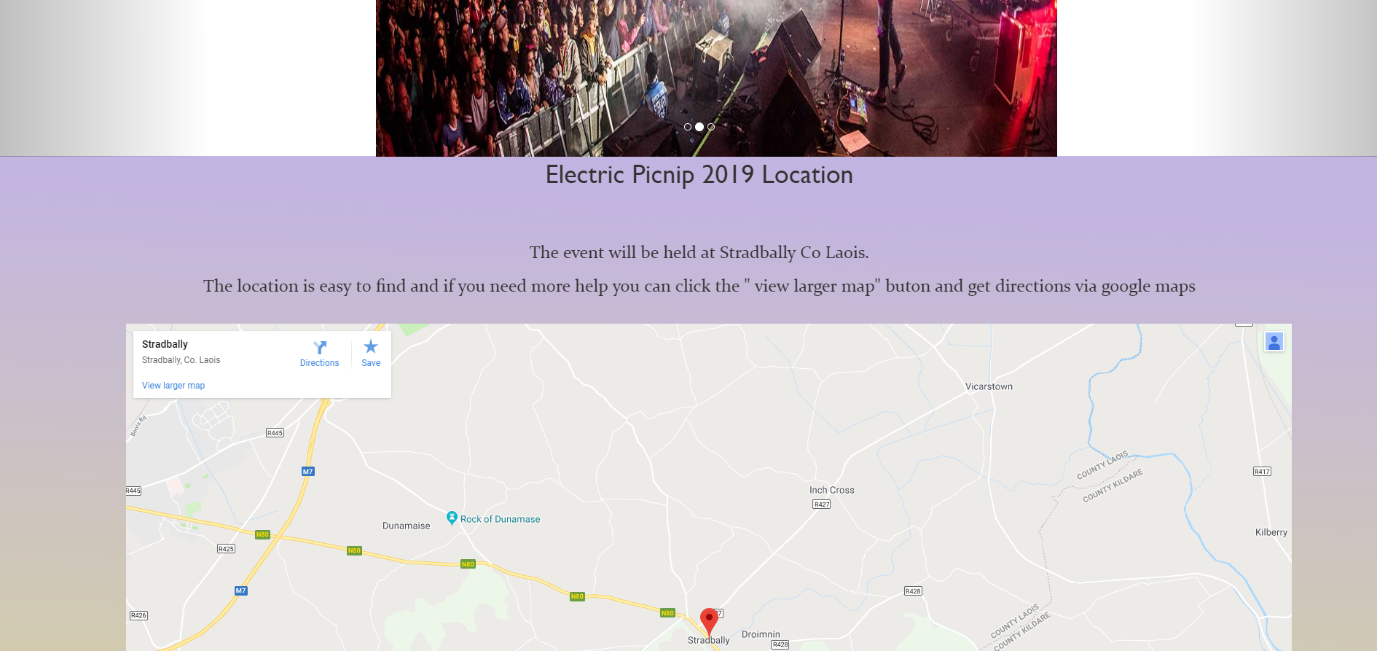 Electric Picnip 2019 Location
The event will be held at Stradbally Co Laois.
The location is easy to find and if you need more help you can click the " view larger map" buton and get directions via google maps
Stradbally
Stradbally, Co. Laois
Directions
Save
View larger map
Vicarstown
R445
M7
COUNTY LAOIS
COUNTY KILDARE
R417
R445
Inch Cross
R427
Dunamaise
Rock of Dunamase
N80
R425
N80
Kilberry
N80
M7
N80
R428
R426
N80
7
COUNTY LAOIS
COUNTY KILDARE
Stradbally
Droimnin
R428